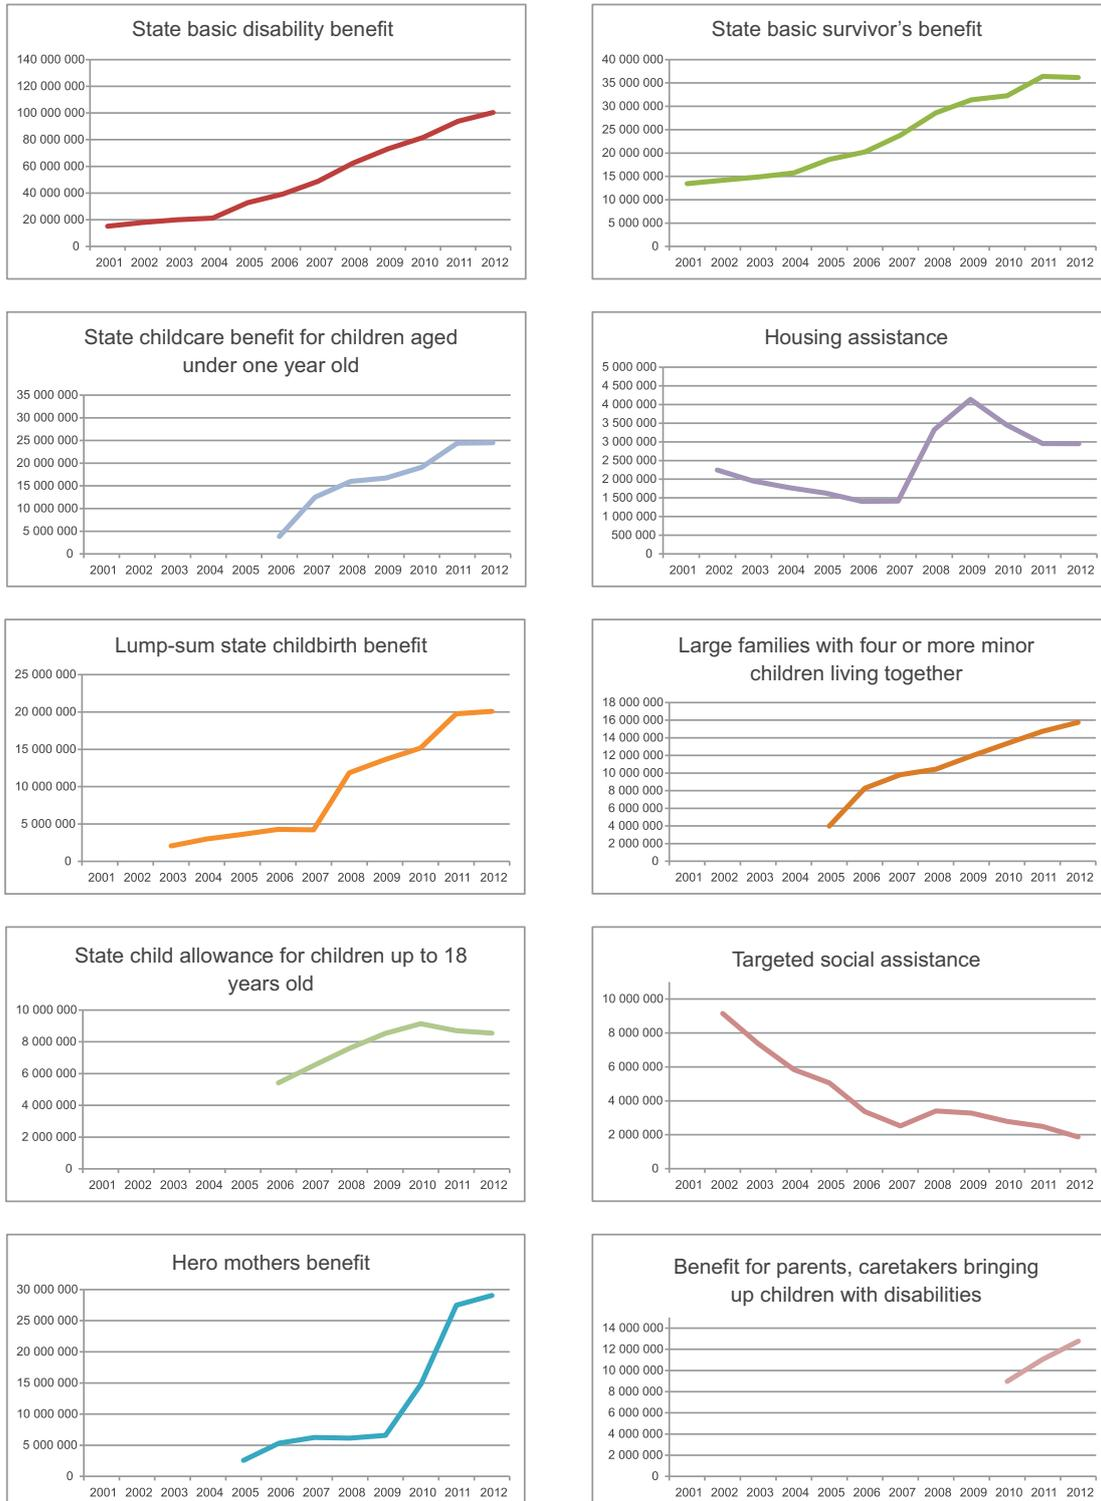 State basic disability benefit
140 000 000
120 000 000
100 000 000
80 000 000
60 000 000
40 000 000
20 000 000
0
2001 2002 2003 2004 2005 2006 2007 2008 2009 2010 2011 2012
State basic survivor’s benefit
40 000 000
35 000 000
30 000 000
25 000 000
20 000 000
15 000 000
10 000 000
5 000 000
0
2001 2002 2003 2004 2005 2006 2007 2008 2009 2010 2011 2012
State childcare benefit for children aged
under one year old
35 000 000
30 000 000
25 000 000
20 000 000
15 000 000
10 000 000
5 000 000
0
2001 2002 2003 2004 2005 2006 2007 2008 2009 2010 2011 2012
Housing assistance
5 000 000
4 500 000
4 000 000
3 500 000
3 000 000
2 500 000
2 000 000
1 500 000
1 000 000
500 000
0
2001 2002 2003 2004 2005 2006 2007 2008 2009 2010 2011 2012
Lump-sum state childbirth benefit
25 000 000
20 000 000
15 000 000
10 000 000
5 000 000
0
2001 2002 2003 2004 2005 2006 2007 2008 2009 2010 2011 2012
Large families with four or more minor
children living together
18 000 000
16 000 000
14 000 000
12 000 000
10 000 000
8 000 000
6 000 000
4 000 000
2 000 000
0
2001 2002 2003 2004 2005 2006 2007 2008 2009 2010 2011 2012
State child allowance for children up to 18
years old
10 000 000
8 000 000
6 000 000
4 000 000
2 000 000
0
2001 2002 2003 2004 2005 2006 2007 2008 2009 2010 2011 2012
Targeted social assistance
10 000 000
8 000 000
6 000 000
4 000 000
2 000 000
0
2001 2002 2003 2004 2005 2006 2007 2008 2009 2010 2011 2012
Hero mothers benefit
30 000 000
25 000 000
20 000 000
15 000 000
10 000 000
5 000 000
0
2001 2002 2003 2004 2005 2006 2007 2008 2009 2010 2011 2012
Benefit for parents, caretakers bringing
up children with disabilities
14 000 000
12 000 000
10 000 000
8 000 000
6 000 000
4 000 000
2 000 000
0
2001 2002 2003 2004 2005 2006 2007 2008 2009 2010 2011 2012